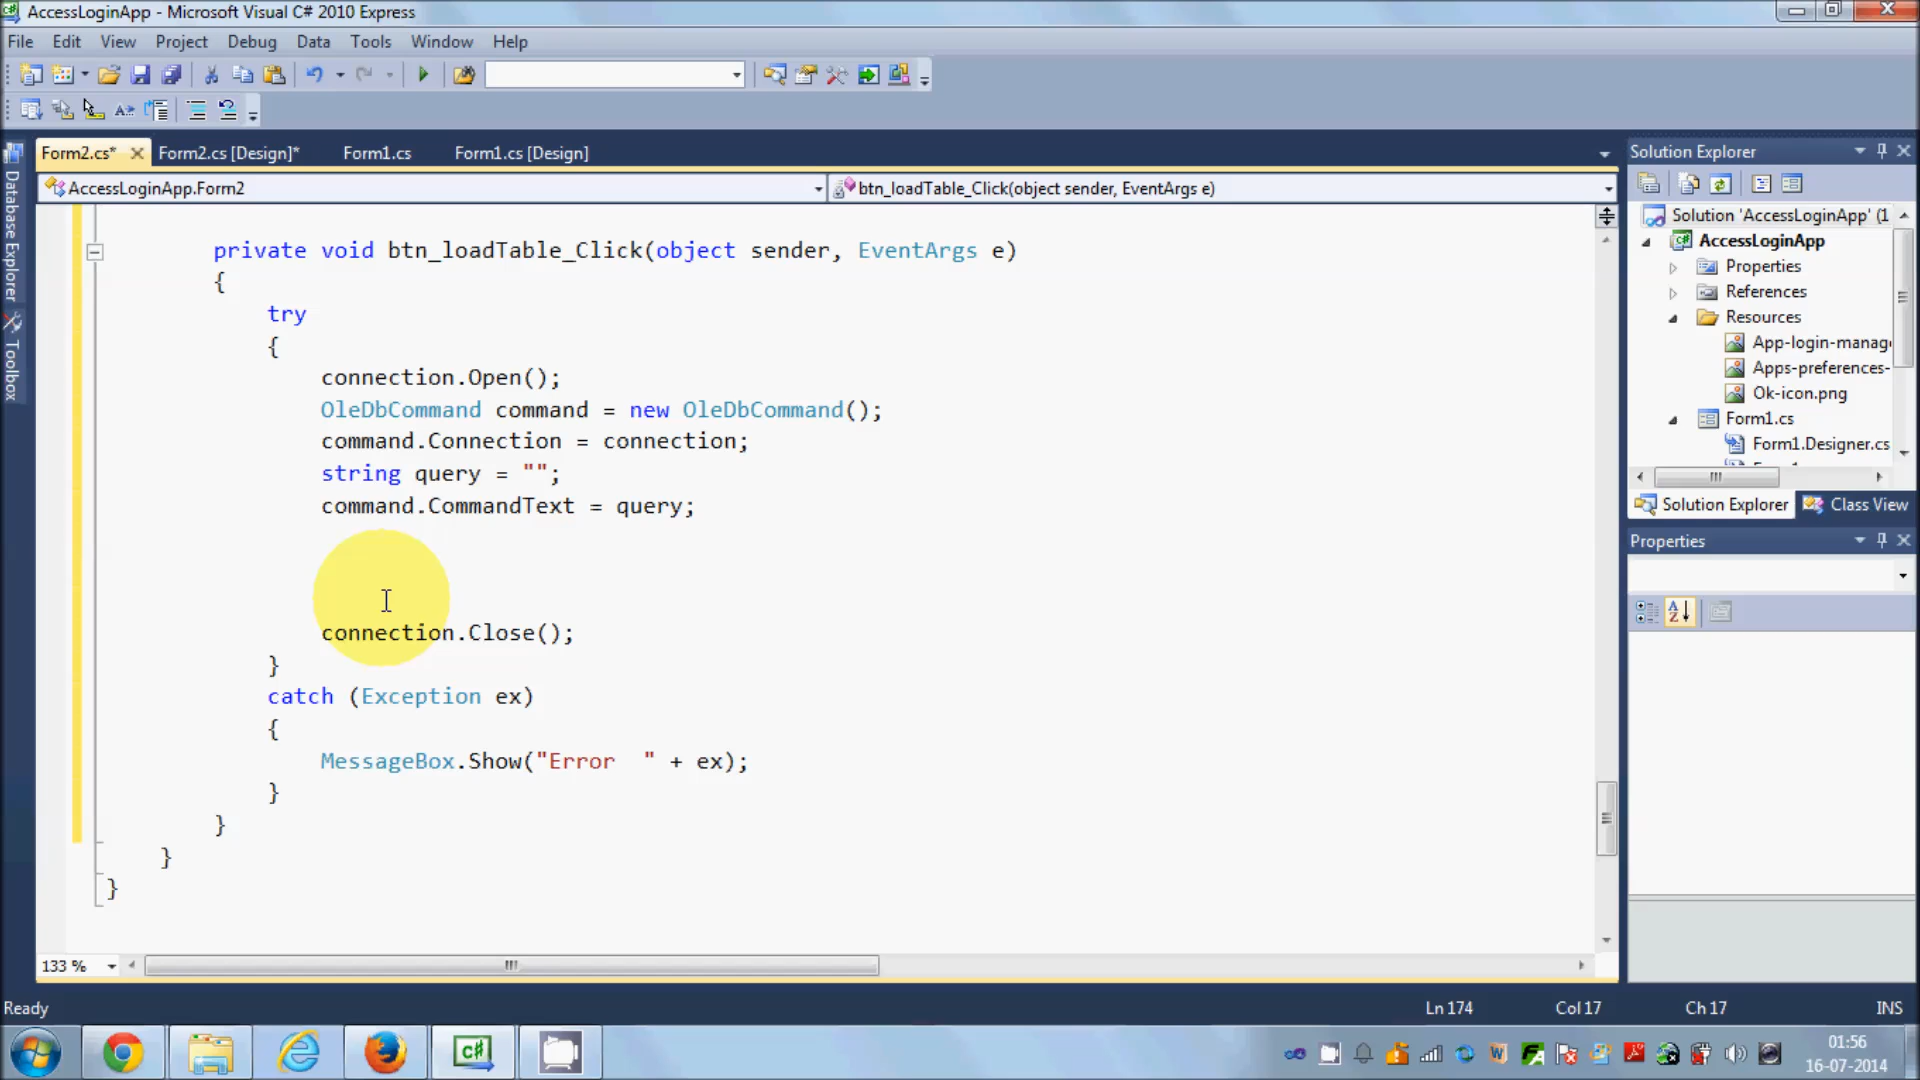 AccessLoginApp - Microsoft Visual C# 2010 Express
File Edit View Project Debug Data Tools Window Help
Form2.cs* Form2.cs [Design]* Form1.cs Form1.cs [Design]
AccessLoginApp.Form2 btn_loadTable_Click(object sender, EventArgs e)
Database Explorer
Toolbox
private void btn_loadTable_Click(object sender, EventArgs e)
{
try
{
connection.Open();
OleDbCommand command = new OleDbCommand();
command.Connection = connection;
string query = "";
command.CommandText = query;
connection.Close();
}
catch (Exception ex)
{
MessageBox.Show("Error  " + ex);
}
}
}
}
133 %
Solution Explorer
Solution 'AccessLoginApp' (1
AccessLoginApp
Properties
References
Resources
App-login-manag
Apps-preferences-
Ok-icon.png
Form1.cs
Form1.Designer.cs
Solution Explorer Class View
Properties
Ready Ln 174 Col 17 Ch 17 INS
01:56
16-07-2014